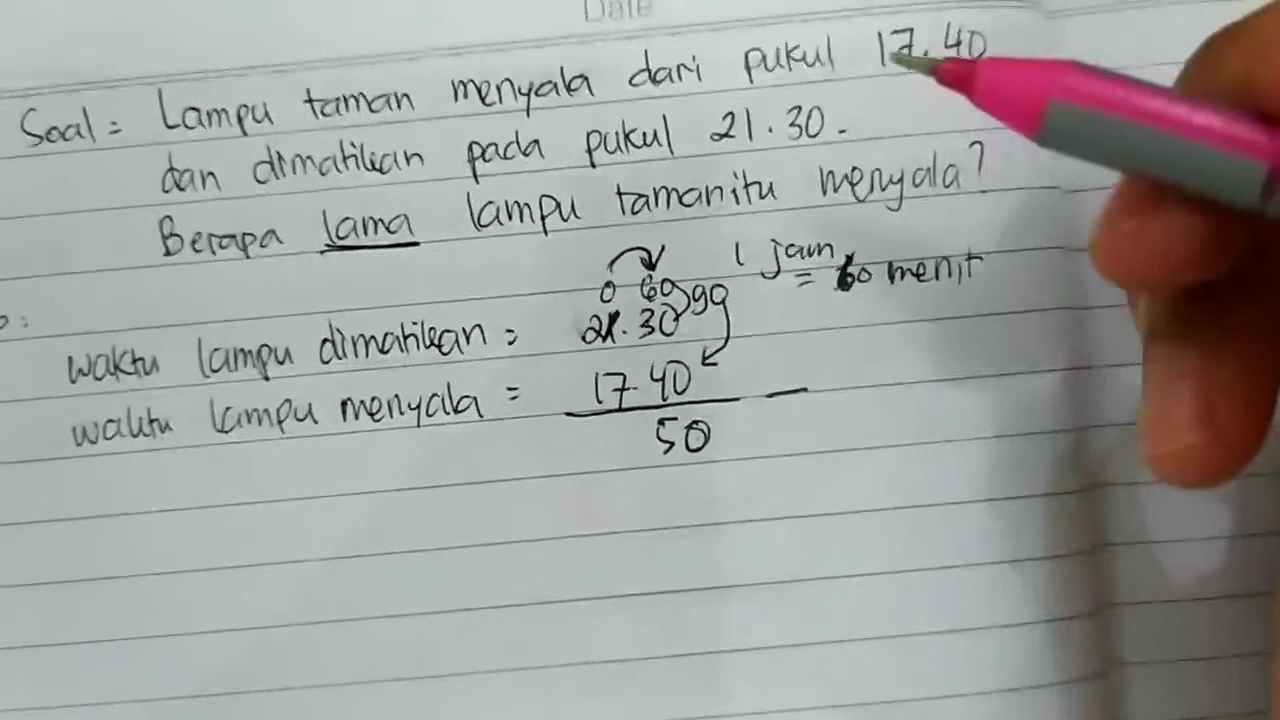 Date
Soal = Lampu taman menyala dari pukul 17.40
dan dimatikan pada pukul 21.30.
Berapa lama lampu taman itu menyala?
1 jam
= 60 menit
0 60 90
waktu lampu dimatikan = 21.30
waktu lampu menyala = 17.40 —
50